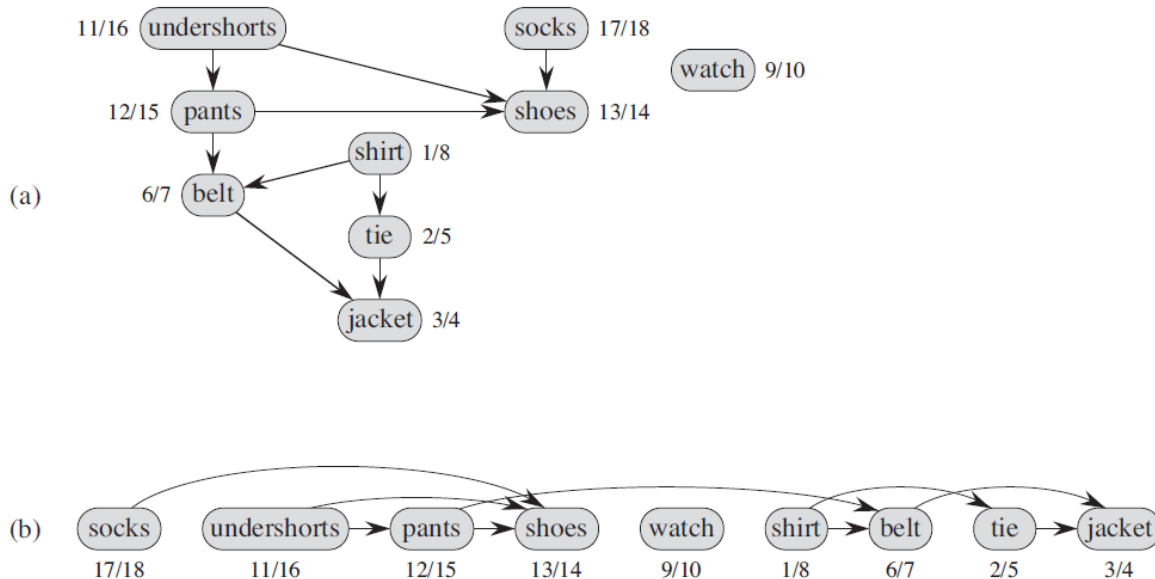 11/16 undershorts socks 17/18
watch 9/10
12/15 pants shoes 13/14
shirt 1/8
(a) 6/7 belt
tie 2/5
jacket 3/4
(b) socks undershorts pants shoes watch shirt belt tie jacket
17/18 11/16 12/15 13/14 9/10 1/8 6/7 2/5 3/4